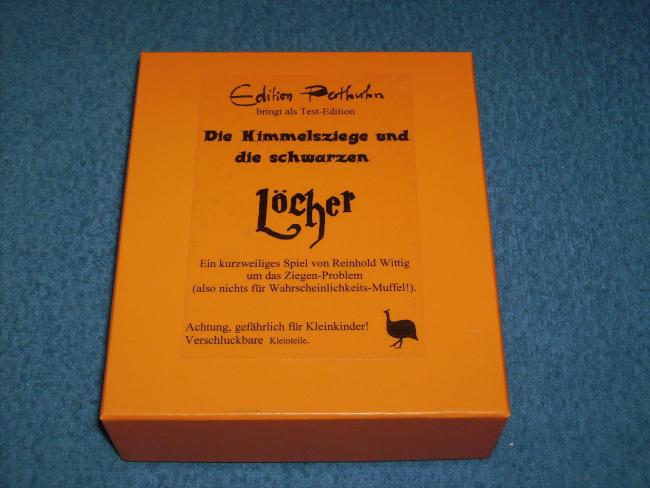 Edition Perlhuhn
bringt als Test-Edition
Die Himmelsziege und
die schwarzen
Löcher
Ein kurzweiliges Spiel von Reinhold Wittig
um das Ziegen-Problem
(also nichts für Wahrscheinlichkeits-Muffel!).
Achtung, gefährlich für Kleinkinder!
Verschluckbare Kleinteile.